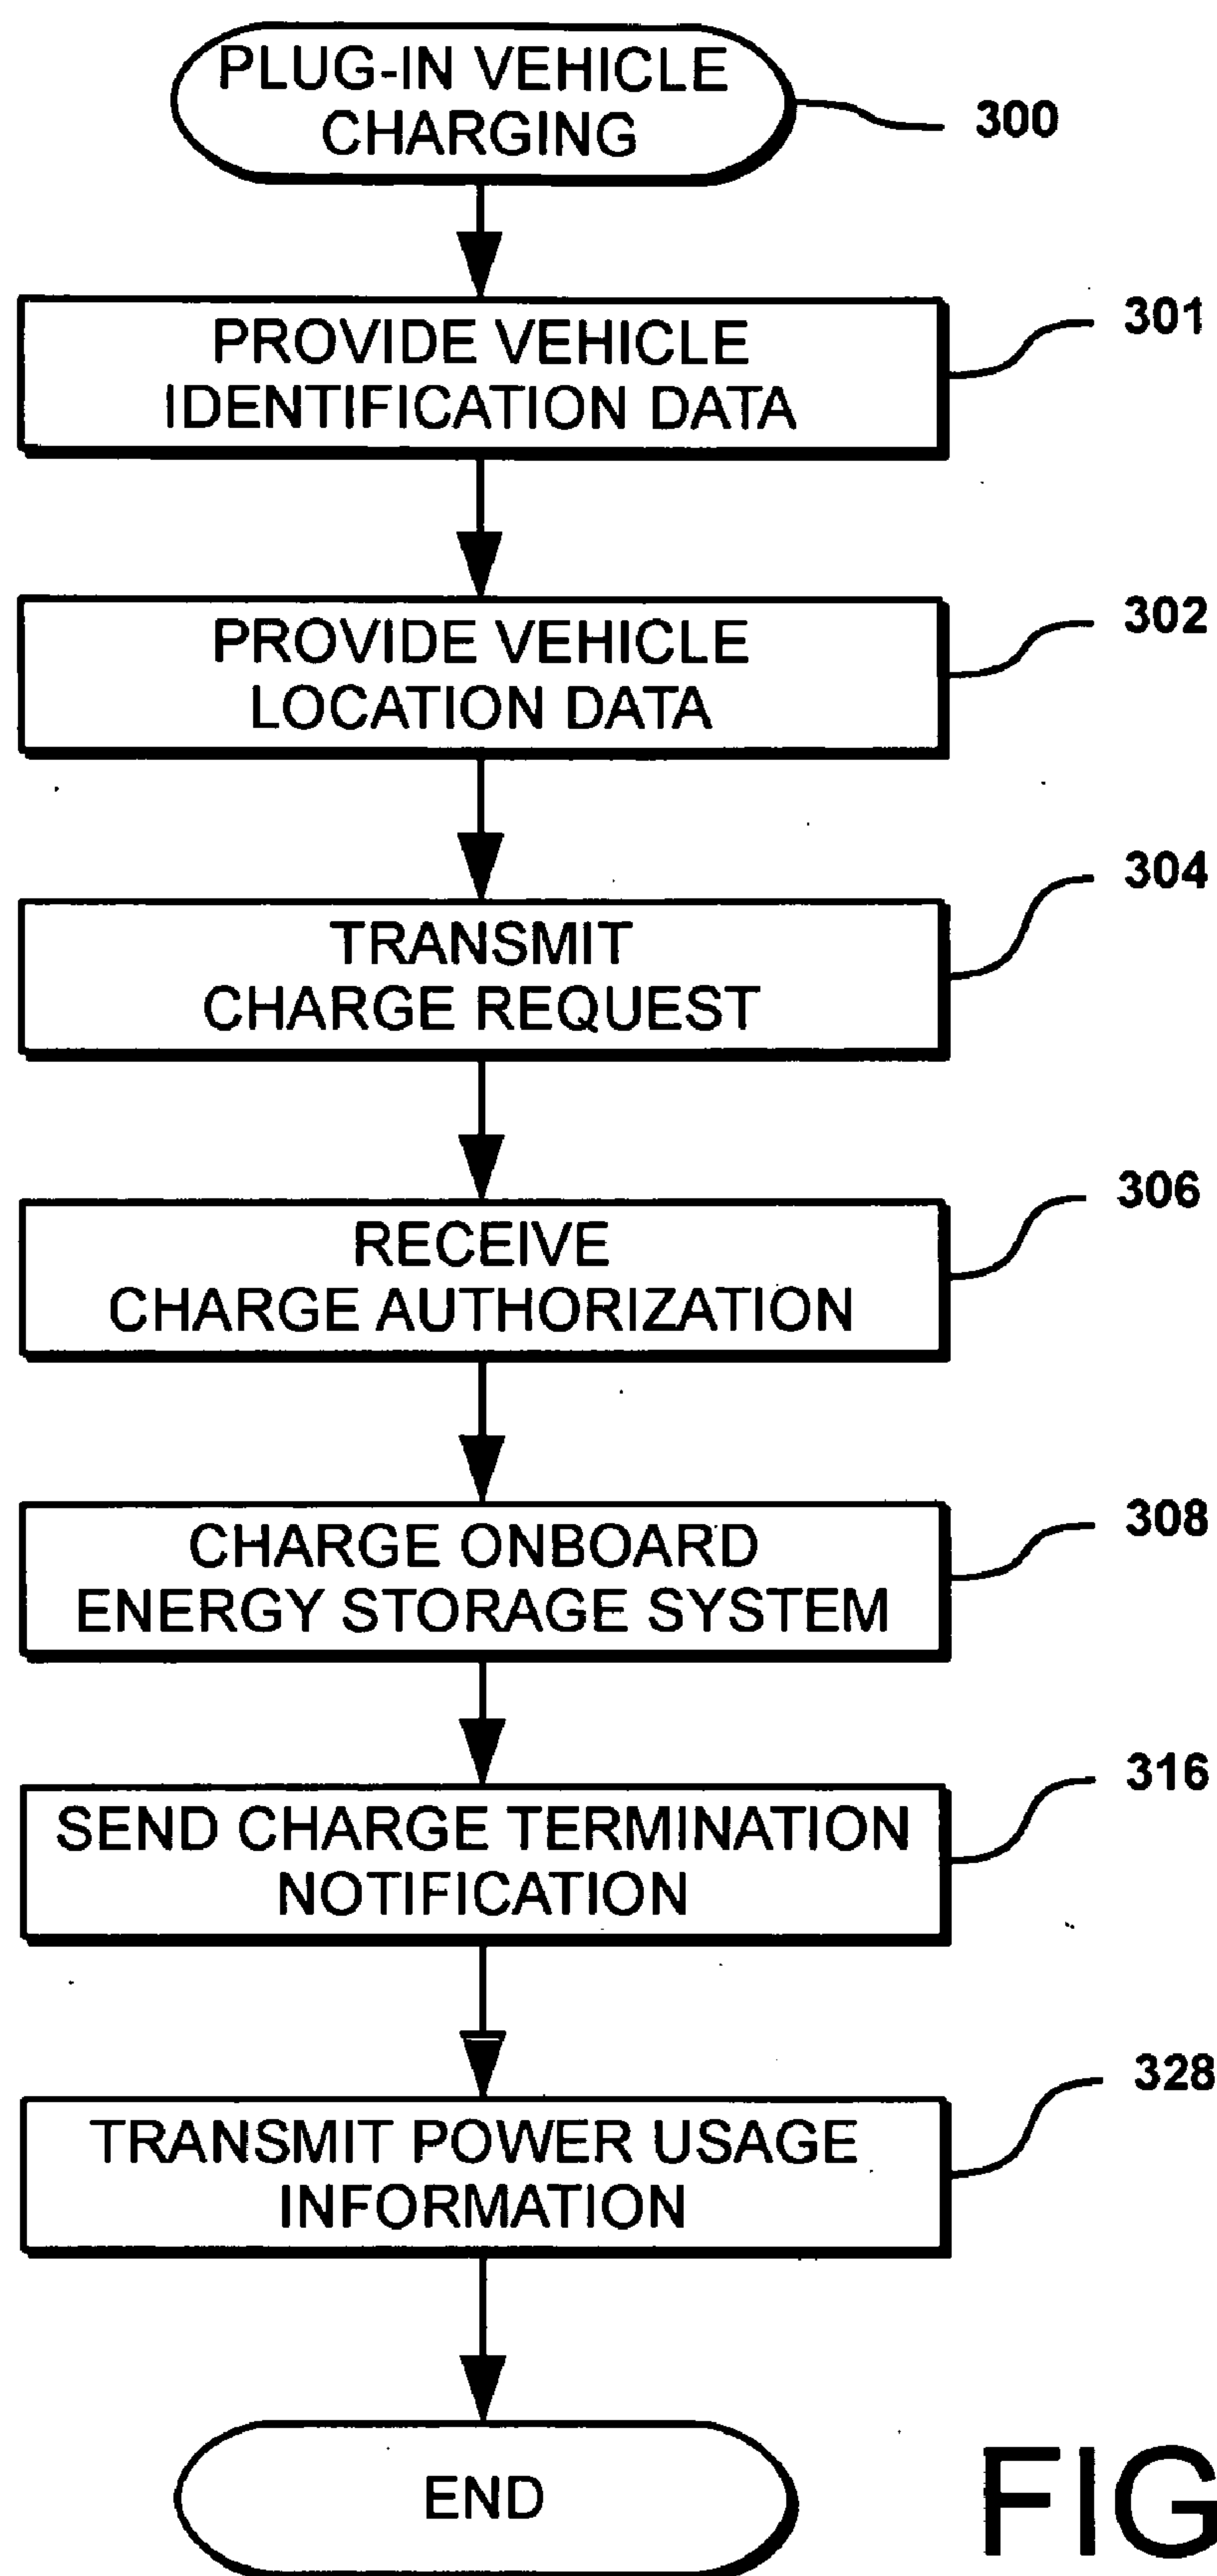 PLUG-IN VEHICLE
CHARGING
300
PROVIDE VEHICLE
IDENTIFICATION DATA
301
PROVIDE VEHICLE
LOCATION DATA
302
TRANSMIT
CHARGE REQUEST
304
RECEIVE
CHARGE AUTHORIZATION
306
CHARGE ONBOARD
ENERGY STORAGE SYSTEM
308
SEND CHARGE TERMINATION
NOTIFICATION
316
TRANSMIT POWER USAGE
INFORMATION
328
END
FIG